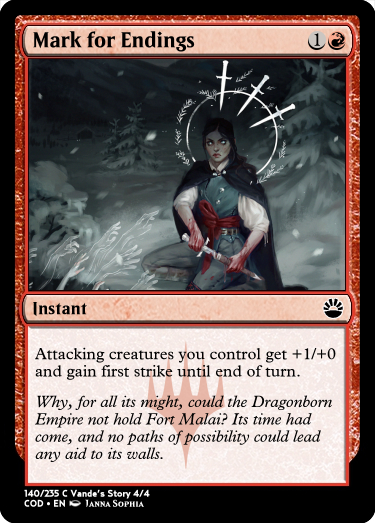 Mark for Endings 1
Instant
Attacking creatures you control get +1/+0
and gain first strike until end of turn.
Why, for all its might, could the Dragonborn
Empire not hold Fort Malai? Its time had
come, and no paths of possibility could lead
any aid to its walls.
140/235 C Vande's Story 4/4
COD • EN Janna Sophia